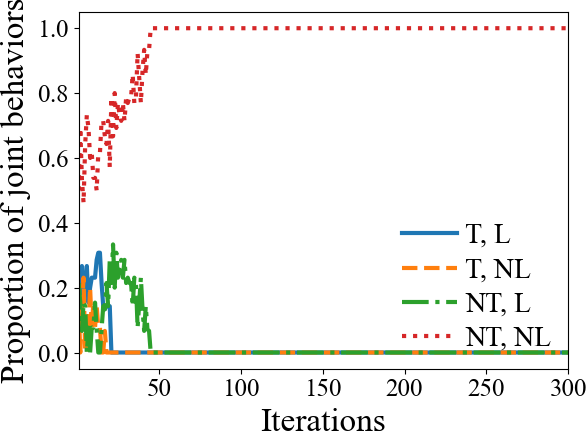 Proportion of joint behaviors
1.0
0.8
0.6
0.4
0.2
0.0
T, L
T, NL
NT, L
NT, NL
50
100
150
200
250
300
Iterations